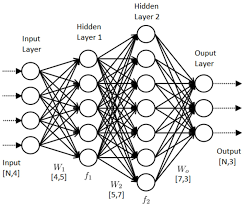 Hidden
Layer 2
Hidden
Layer 1
Input
Layer
Ouput
Layer
Input
[N,4]
W1
[4,5]
f1
W2
[5,7]
f2
Wo
[7,3]
Output
[N,3]